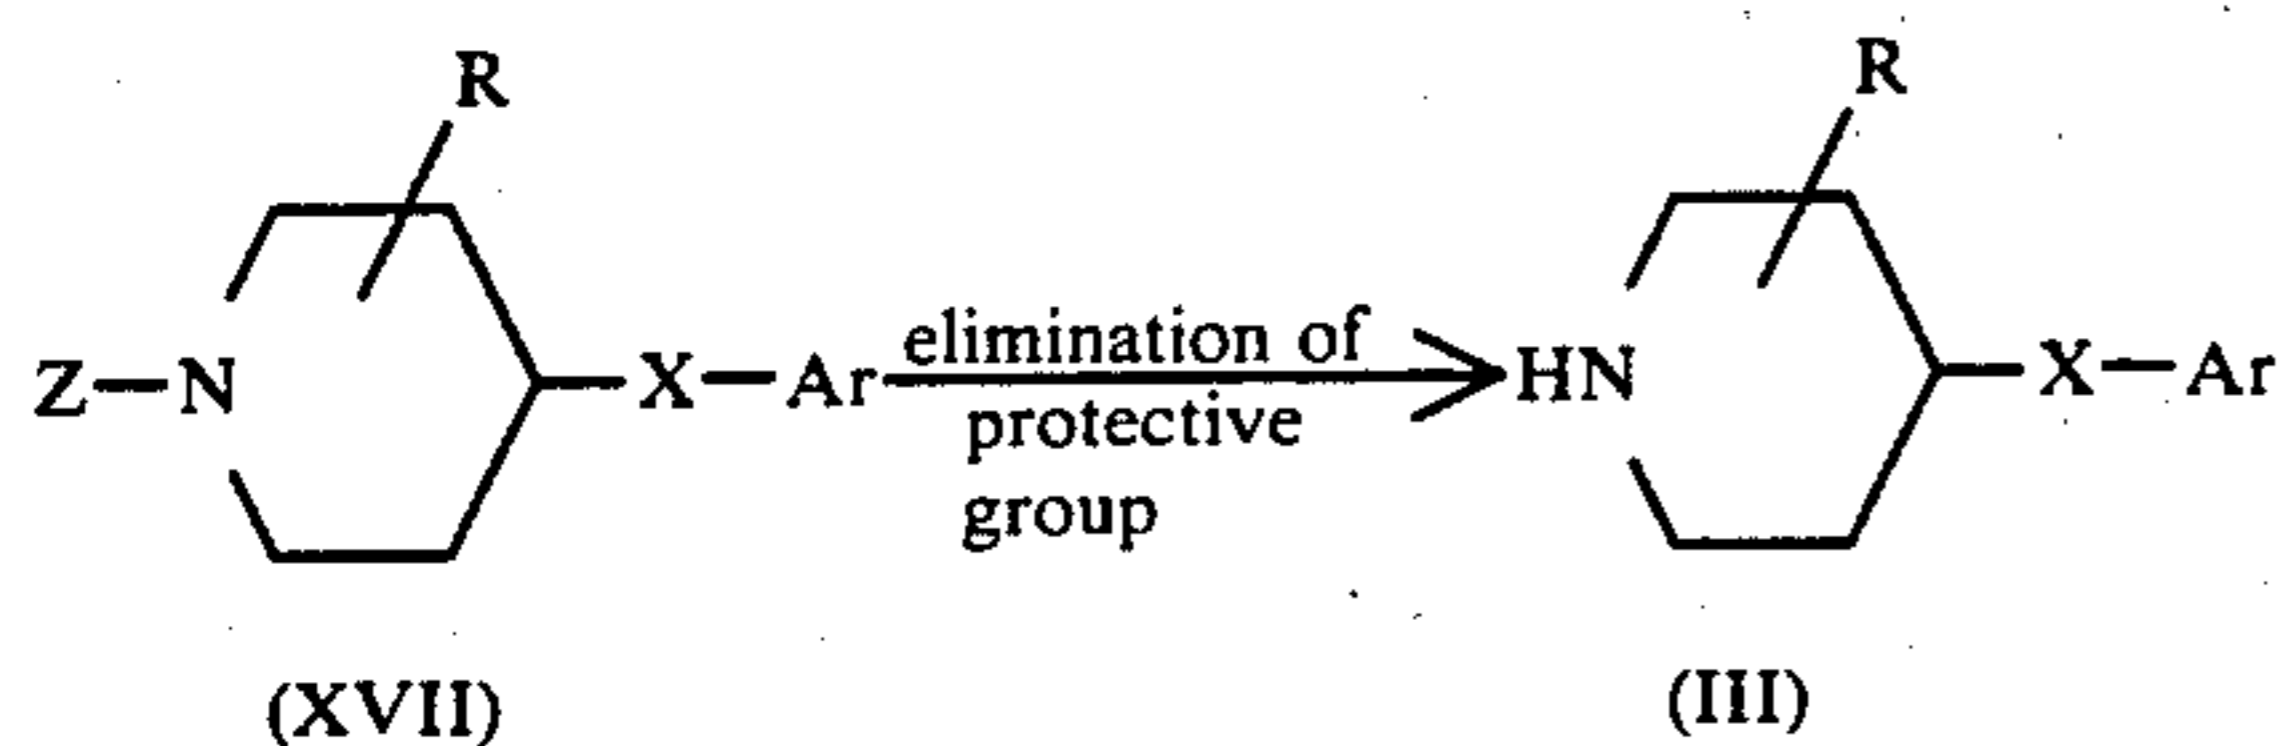 R R
Z—N X—Ar elimination of HN X—Ar
protective
group
(XVII) (III)